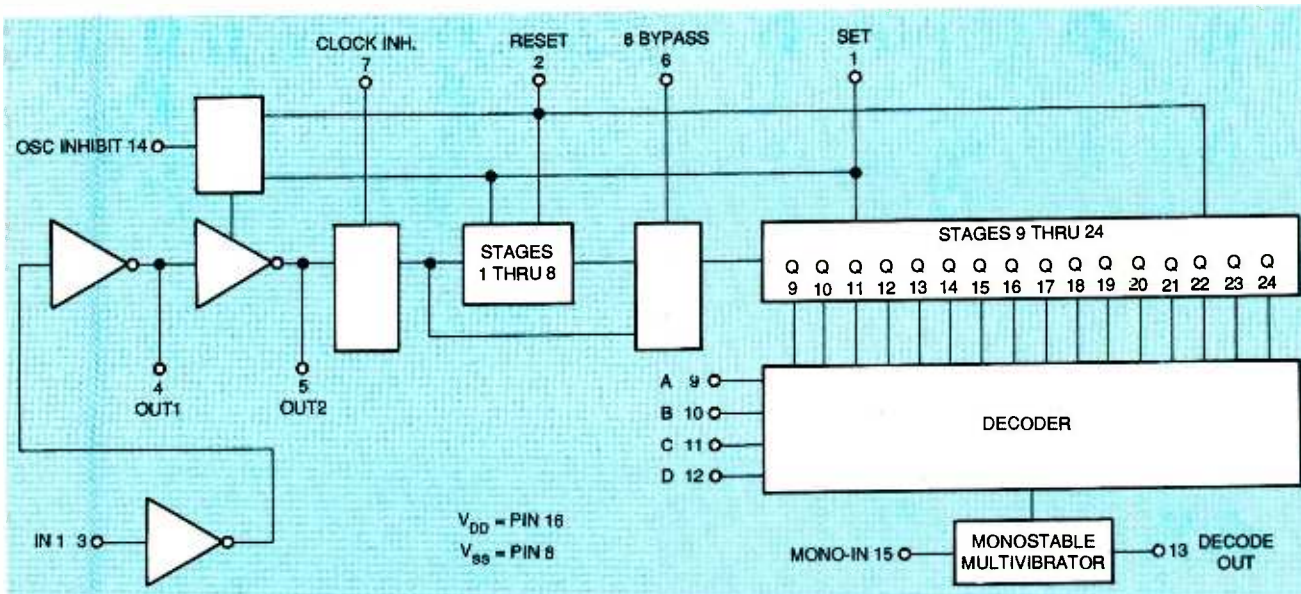 CLOCK INH.
7
RESET
2
8 BYPASS
6
SET
1
OSC INHIBIT 14
STAGES
1 THRU 8
STAGES 9 THRU 24
Q Q Q Q Q Q Q Q Q Q Q Q Q Q Q Q
9 10 11 12 13 14 15 16 17 18 19 20 21 22 23 24
4
OUT1
5
OUT2
A 9
B 10
C 11
D 12
DECODER
IN 1 3
VDD = PIN 16
VSS = PIN 8
MONO-IN 15
MONOSTABLE
MULTIVIBRATOR
13 DECODE
OUT